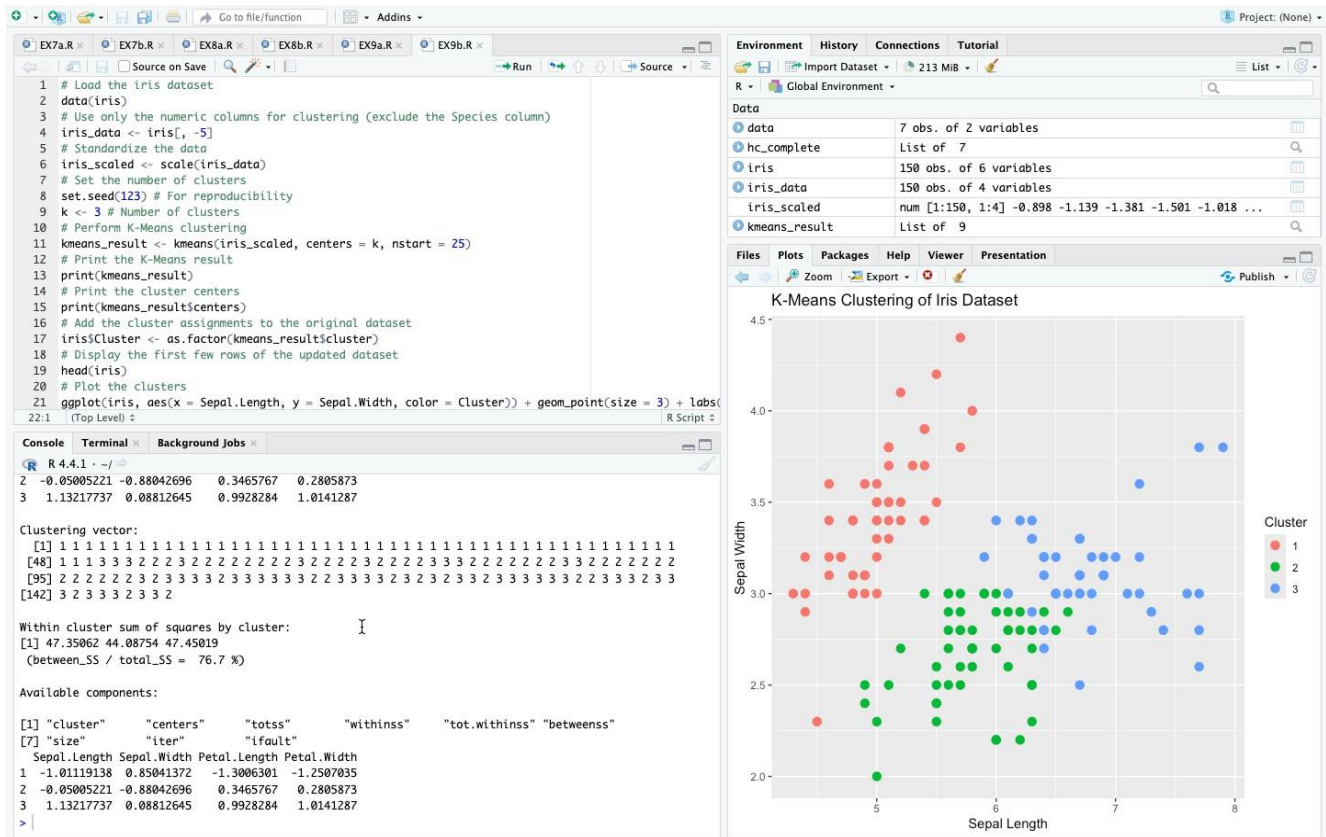 Go to file/function
Addins
Project: (None)
EX7a.R
EX7b.R
EX8a.R
EX8b.R
EX9a.R
EX9b.R
Source on Save
Run
Source
1 # Load the iris dataset
2 data(iris)
3 # Use only the numeric columns for clustering (exclude the Species column)
4 iris_data <- iris[, -5]
5 # Standardize the data
6 iris_scaled <- scale(iris_data)
7 # Set the number of clusters
8 set.seed(123) # For reproducibility
9 k <- 3 # Number of clusters
10 # Perform K-Means clustering
11 kmeans_result <- kmeans(iris_scaled, centers = k, nstart = 25)
12 # Print the K-Means result
13 print(kmeans_result)
14 # Print the cluster centers
15 print(kmeans_result$centers)
16 # Add the cluster assignments to the original dataset
17 iris$Cluster <- as.factor(kmeans_result$cluster)
18 # Display the first few rows of the updated dataset
19 head(iris)
20 # Plot the clusters
21 ggplot(iris, aes(x = Sepal.Length, y = Sepal.Width, color = Cluster)) + geom_point(size = 3) + labs(
22:1 (Top Level) R Script
Console Terminal Background Jobs
R 4.4.1 · ~/
2 -0.05005221 -0.88042696 0.3465767 0.2805873
3 1.13217737 0.08812645 0.9928284 1.0141287
Clustering vector:
[1] 1 1 1 1 1 1 1 1 1 1 1 1 1 1 1 1 1 1 1 1 1 1 1 1 1 1 1 1 1 1 1 1 1 1 1 1 1 1 1 1 1 1 1 1 1 1 1
[48] 1 1 1 3 3 3 2 2 2 3 2 2 2 2 2 2 2 2 3 2 2 2 2 3 2 2 2 2 3 3 3 2 2 2 2 2 2 2 3 3 2 2 2 2 2 2 2
[95] 2 2 2 2 2 2 3 2 3 3 3 3 2 3 3 3 3 3 3 2 2 3 3 3 3 2 3 2 3 2 3 3 2 3 3 3 3 3 3 2 2 3 3 3 2 3 3
[142] 3 2 3 3 3 2 3 3 2
Within cluster sum of squares by cluster:
[1] 47.35062 44.08754 47.45019
(between_SS / total_SS = 76.7 %)
Available components:
[1] "cluster" "centers" "totss" "withinss" "tot.withinss" "betweenss"
[7] "size" "iter" "ifault"
Sepal.Length Sepal.Width Petal.Length Petal.Width
1 -1.01119138 0.85041372 -1.3006301 -1.2507035
2 -0.05005221 -0.88042696 0.3465767 0.2805873
3 1.13217737 0.08812645 0.9928284 1.0141287
>
Environment History Connections Tutorial
Import Dataset 213 MiB List
R Global Environment
Data
data 7 obs. of 2 variables
hc_complete List of 7
iris 150 obs. of 6 variables
iris_data 150 obs. of 4 variables
iris_scaled num [1:150, 1:4] -0.898 -1.139 -1.381 -1.501 -1.018 ...
kmeans_result List of 9
Files Plots Packages Help Viewer Presentation
Zoom Export Publish
K-Means Clustering of Iris Dataset
4.5
4.0
3.5
3.0
2.5
2.0
Sepal Width
5 6 7 8
Sepal Length
Cluster
1
2
3